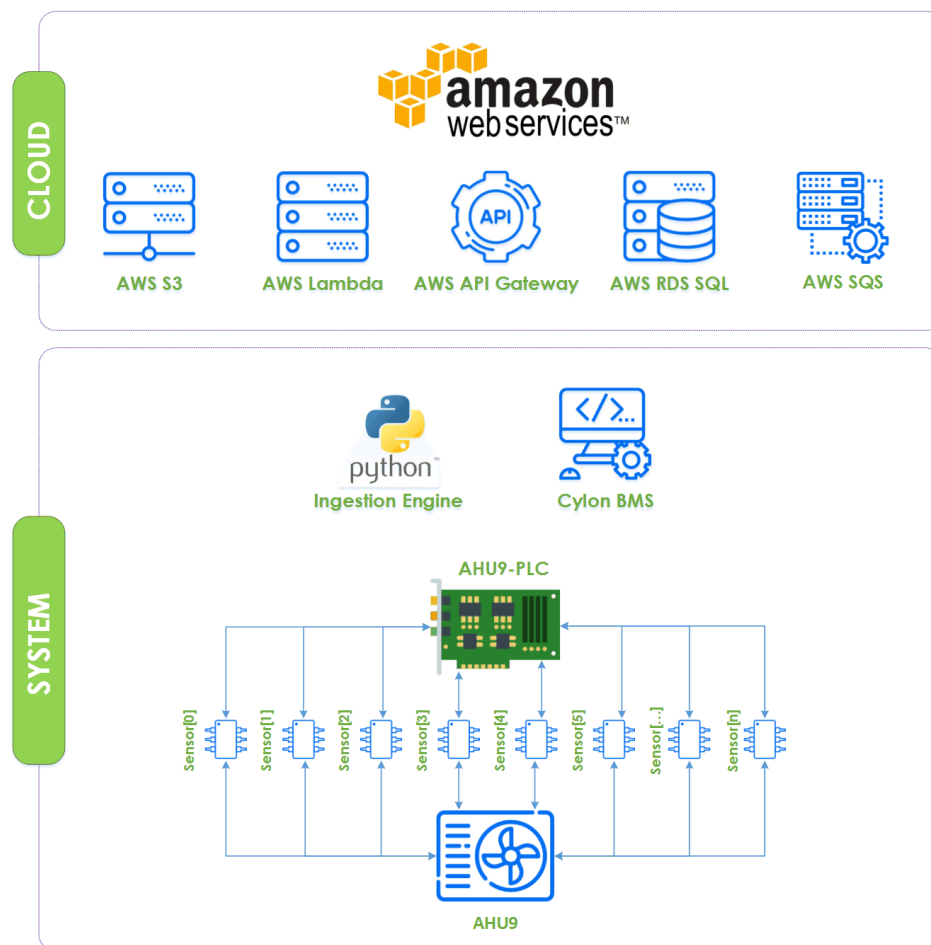 amazon
web services™
CLOUD
API
AWS S3
AWS Lambda
AWS API Gateway
AWS RDS SQL
AWS SQS
SYSTEM
</>...
python™
Ingestion Engine
Cylon BMS
AHU9-PLC
Sensor[0]
Sensor[1]
Sensor[2]
Sensor[3]
Sensor[4]
Sensor[5]
Sensor[...]
Sensor[n]
AHU9